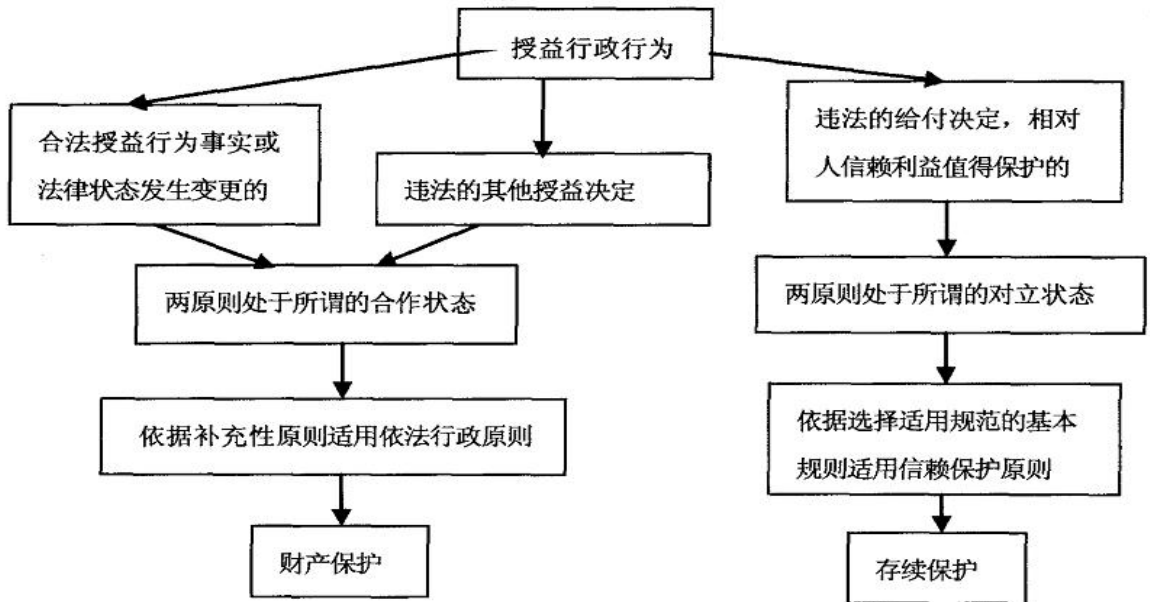 授益行政行为
合法授益行为事实或
法律状态发生变更的
违法的其他授益决定
违法的给付决定，相对
人信赖利益值得保护的
两原则处于所谓的合作状态
两原则处于所谓的对立状态
依据补充性原则适用依法行政原则
依据选择适用规范的基本
规则适用信赖保护原则
财产保护
存续保护